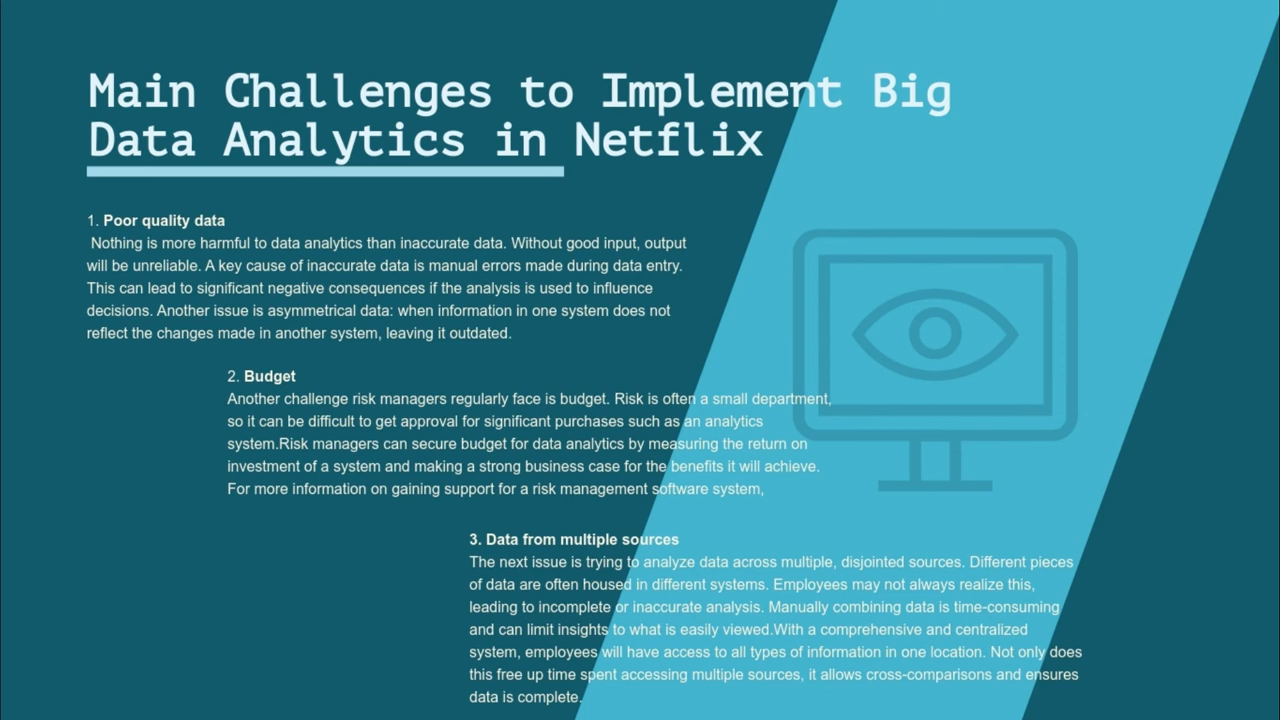 Main Challenges to Implement Big
Data Analytics in Netflix
1. Poor quality data
Nothing is more harmful to data analytics than inaccurate data. Without good input, output
will be unreliable. A key cause of inaccurate data is manual errors made during data entry.
This can lead to significant negative consequences if the analysis is used to influence
decisions. Another issue is asymmetrical data: when information in one system does not
reflect the changes made in another system, leaving it outdated.
2. Budget
Another challenge risk managers regularly face is budget. Risk is often a small department,
so it can be difficult to get approval for significant purchases such as an analytics
system.Risk managers can secure budget for data analytics by measuring the return on
investment of a system and making a strong business case for the benefits it will achieve.
For more information on gaining support for a risk management software system,
3. Data from multiple sources
The next issue is trying to analyze data across multiple, disjointed sources. Different pieces
of data are often housed in different systems. Employees may not always realize this,
leading to incomplete or inaccurate analysis. Manually combining data is time-consuming
and can limit insights to what is easily viewed.With a comprehensive and centralized
system, employees will have access to all types of information in one location. Not only does
this free up time spent accessing multiple sources, it allows cross-comparisons and ensures
data is complete.